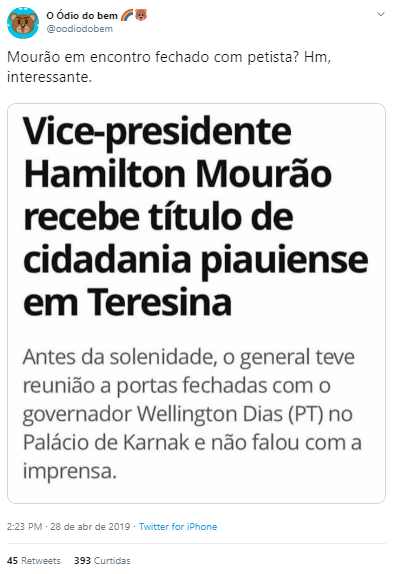 O Ódio do bem 🌈🐻
@oodiodobem
Mourão em encontro fechado com petista? Hm,
interessante.
Vice-presidente
Hamilton Mourão
recebe título de
cidadania piauiense
em Teresina
Antes da solenidade, o general teve
reunião a portas fechadas com o
governador Wellington Dias (PT) no
Palácio de Karnak e não falou com a
imprensa.
2:23 PM · 28 de abr de 2019 · Twitter for iPhone
45 Retweets 393 Curtidas